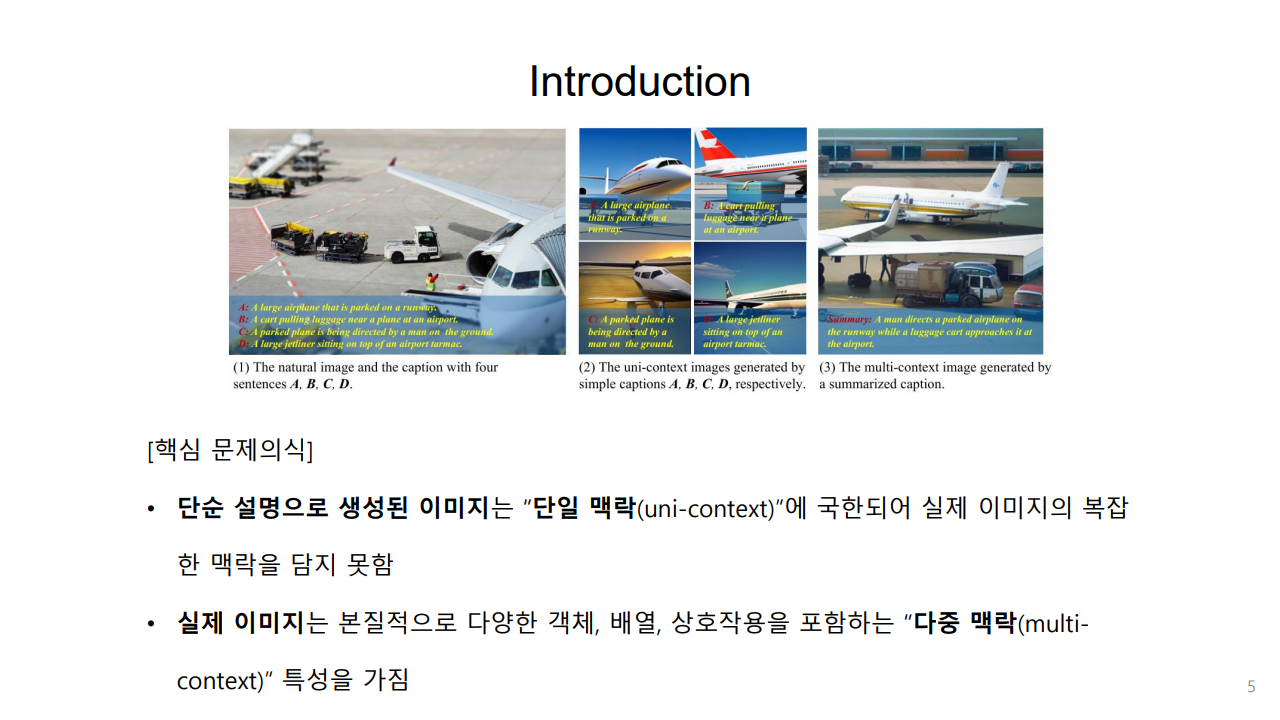 Introduction
A: A large airplane that is parked on a runway.
B: A cart pulling luggage near a plane at an airport.
C: A parked plane is being directed by a man on the ground.
D: A large jetliner sitting on top of an airport tarmac.
A: A large airplane
that is parked on a
runway.
B: A cart pulling
luggage near a plane
at an airport.
C: A parked plane is
being directed by a
man on the ground.
D: A large jetliner
sitting on top of an
airport tarmac.
Summary: A man directs a parked airplane on
the runway while a luggage cart approaches it at
the airport.
(1) The natural image and the caption with four
sentences A, B, C, D.
(2) The uni-context images generated by
simple captions A, B, C, D, respectively.
(3) The multi-context image generated by
a summarized caption.
[핵심 문제의식]
• 단순 설명으로 생성된 이미지는 “단일 맥락(uni-context)”에 국한되어 실제 이미지의 복잡
한 맥락을 담지 못함
• 실제 이미지는 본질적으로 다양한 객체, 배열, 상호작용을 포함하는 “다중 맥락(multi-
context)” 특성을 가짐
5